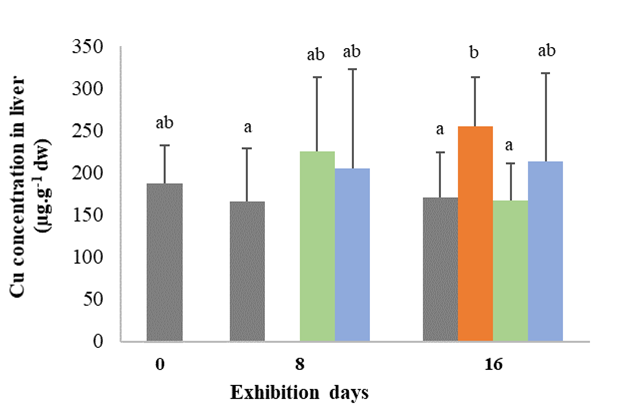 Cu concentration in liver
(µg.g-1 dw)
350
300
250
200
150
100
50
0
ab
a
ab
ab
a
b
a
ab
0
8
16
Exhibition days